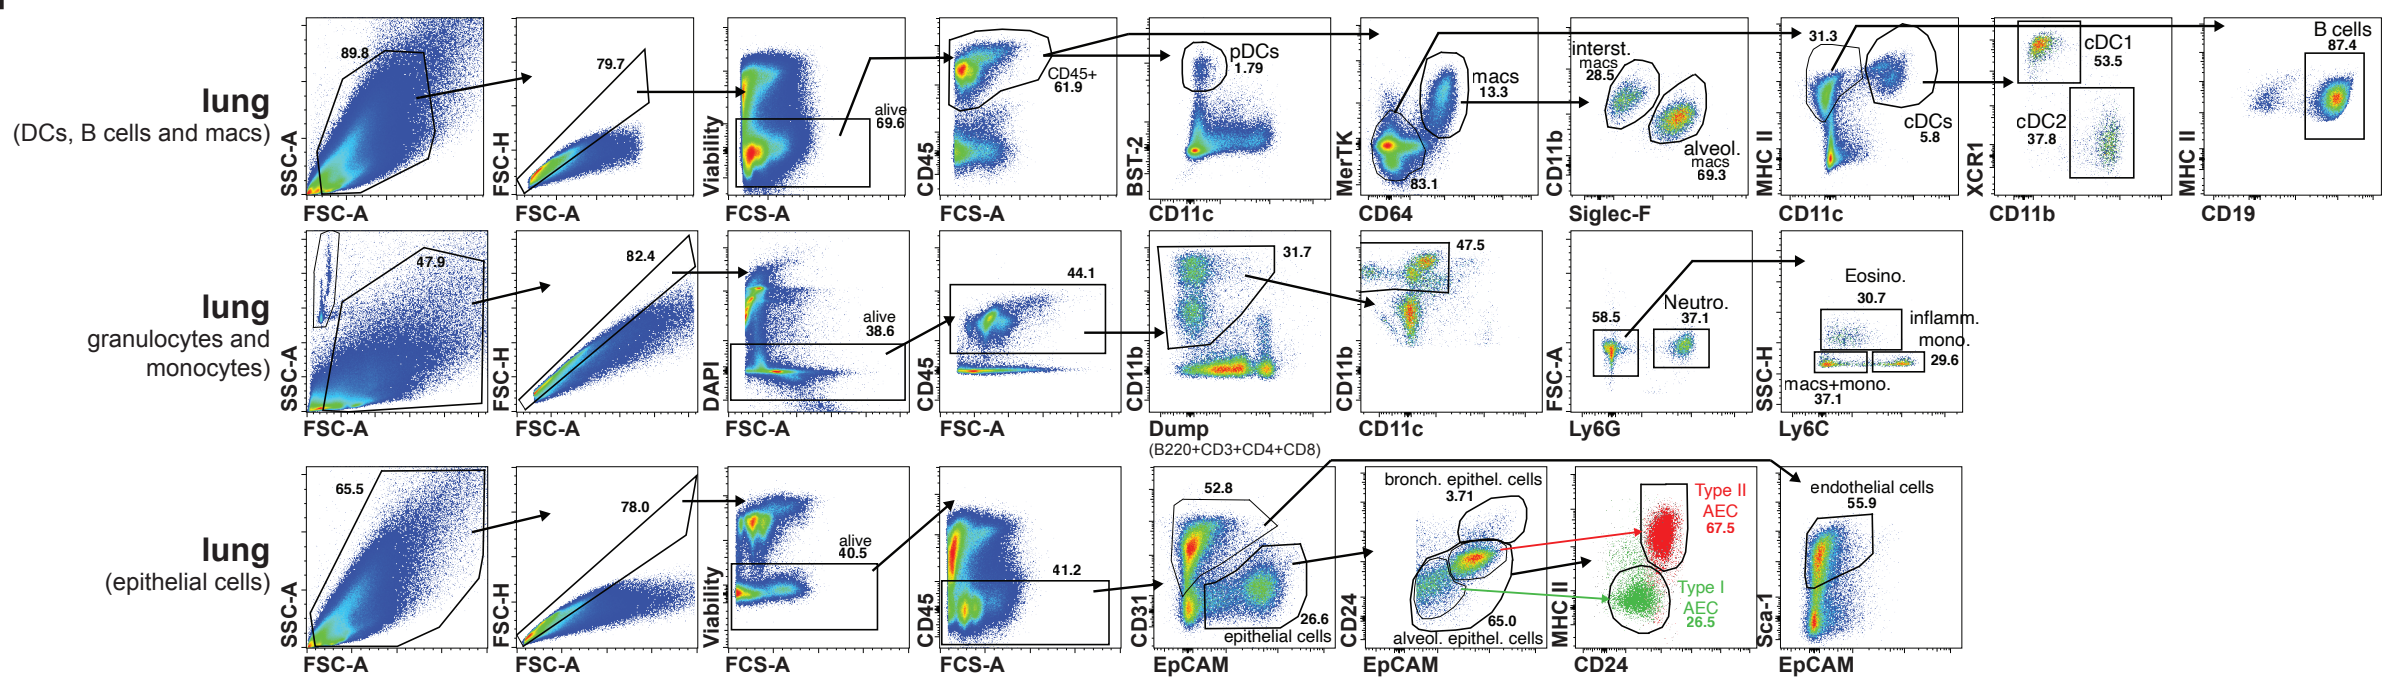 lung
(DCs, B cells and macs)
SSC-A
89.8
FSC-A
FSC-H
79.7
FSC-A
Viability
alive
69.6
FCS-A
CD45
CD45+
61.9
FCS-A
BST-2
pDCs
1.79
CD11c
MerTK
macs
13.3
83.1
CD64
CD11b
interst.
macs
28.5
alveol.
macs
69.3
Siglec-F
MHC II
31.3
cDCs
5.8
CD11c
XCR1
cDC1
53.5
cDC2
37.8
CD11b
MHC II
B cells
87.4
CD19
lung
granulocytes and
monocytes)
SSC-A
47.9
FSC-A
FSC-H
82.4
FSC-A
DAPI
alive
38.6
FSC-A
CD45
44.1
FSC-A
CD11b
31.7
Dump
(B220+CD3+CD4+CD8)
CD11b
47.5
CD11c
FSC-A
58.5
Neutro.
37.1
Ly6G
SSC-H
Eosino.
30.7
inflamm.
mono.
29.6
macs+mono.
37.1
Ly6C
lung
(epithelial cells)
SSC-A
65.5
FSC-A
FSC-H
78.0
FSC-A
Viability
alive
40.5
FCS-A
CD45
41.2
FCS-A
CD31
52.8
26.6
epithelial cells
EpCAM
CD24
bronch. epithel. cells
3.71
65.0
alveol. epithel. cells
EpCAM
MHC II
Type II
AEC
67.5
Type I
AEC
26.5
CD24
Sca-1
endothelial cells
55.9
EpCAM